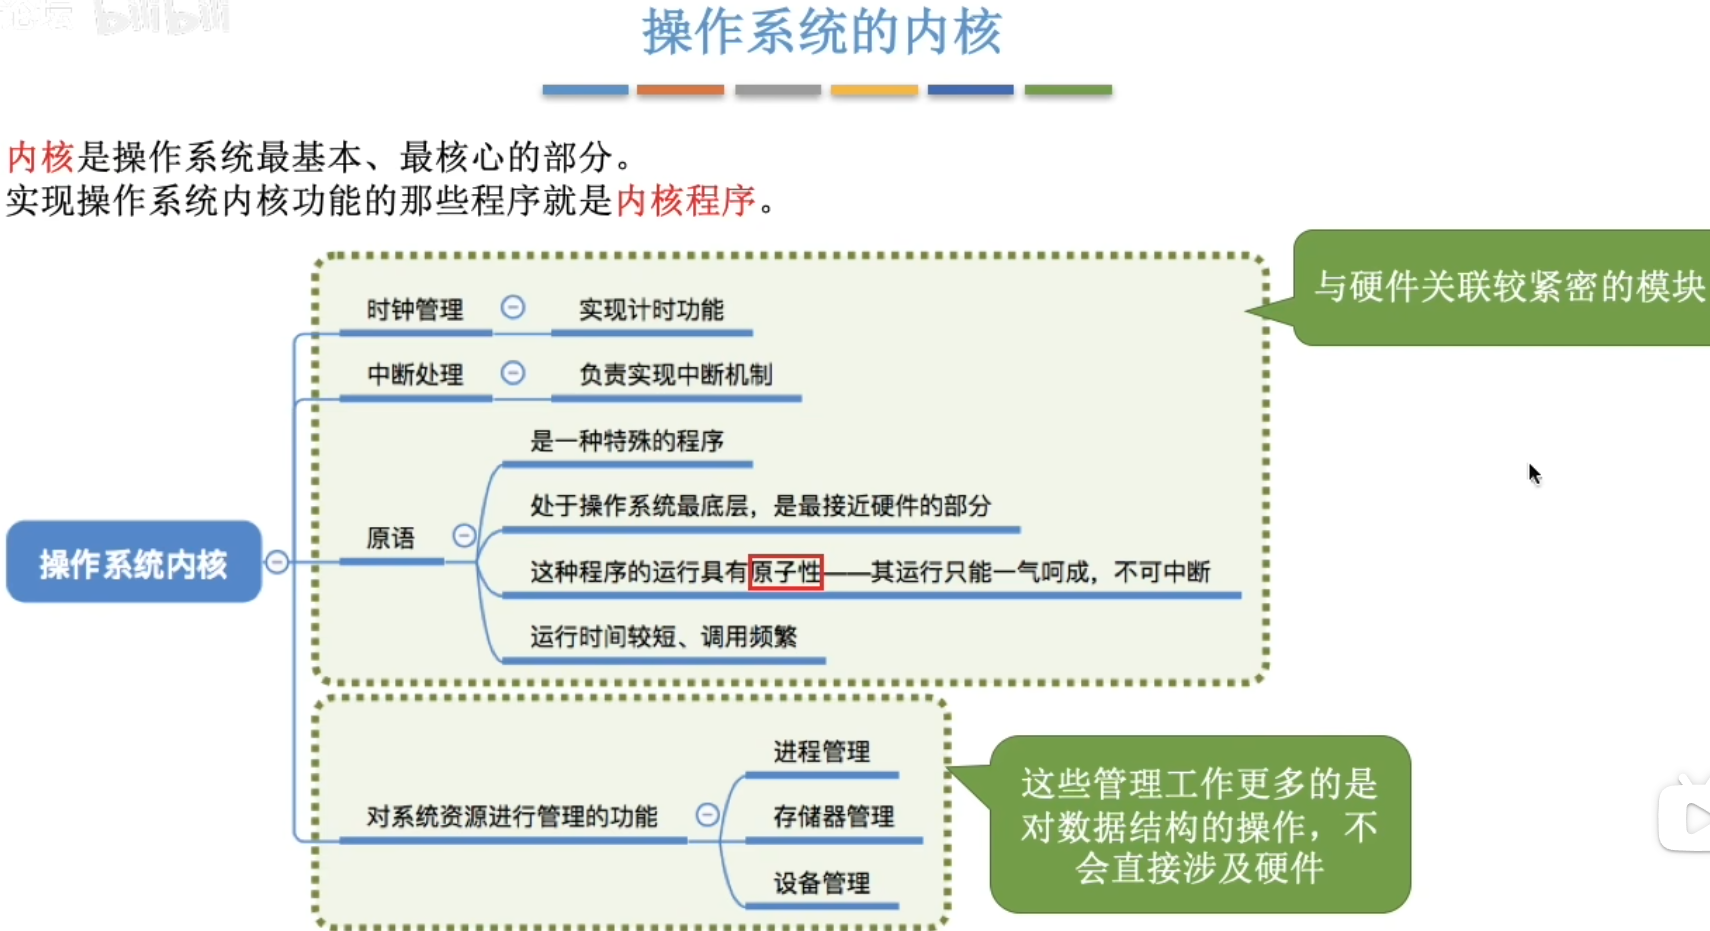 bilibili
操作系统的内核
内核是操作系统最基本、最核心的部分。
实现操作系统内核功能的那些程序就是内核程序。
与硬件关联较紧密的模块
时钟管理 实现计时功能
中断处理 负责实现中断机制
是一种特殊的程序
处于操作系统最底层，是最接近硬件的部分
原语
这种程序的运行具有原子性——其运行只能一气呵成，不可中断
运行时间较短、调用频繁
操作系统内核
进程管理
对系统资源进行管理的功能 存储器管理
设备管理
这些管理工作更多的是
对数据结构的操作，不
会直接涉及硬件